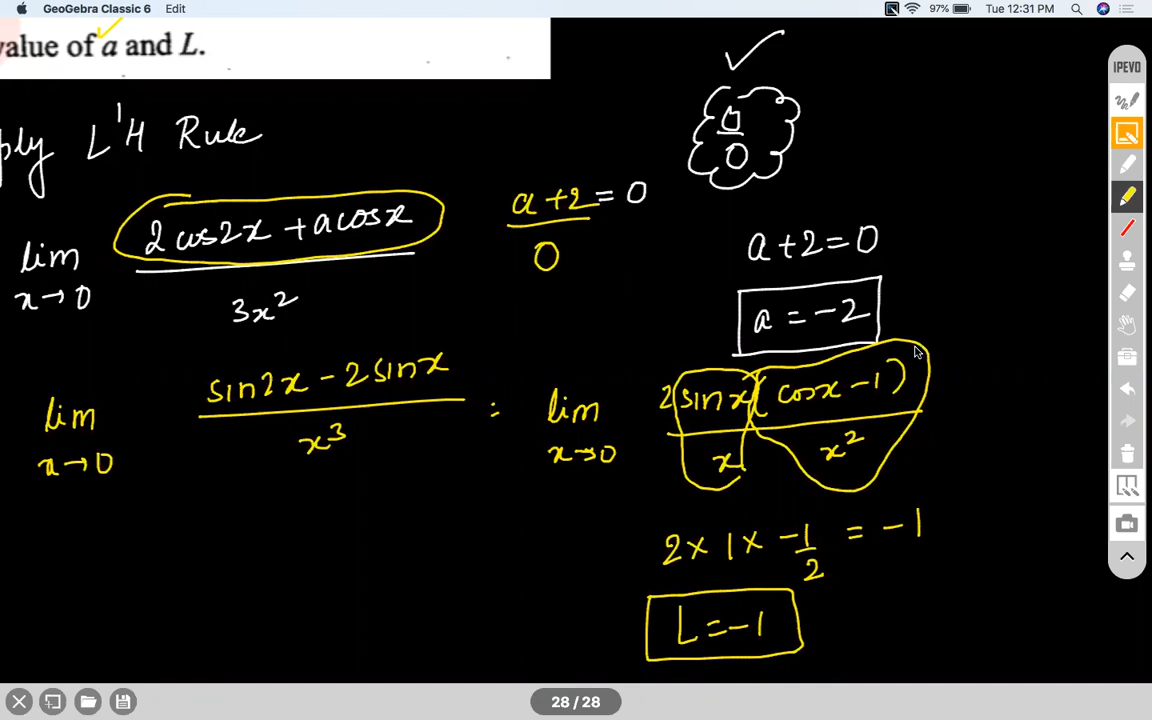 GeoGebra Classic 6 Edit 97% Tue 12:31 PM
value of a and L.
IPEVO
0/0
ply L'H Rule
lim x→0 (2cos2x + acosx)/3x²
(a+2)/0 = 0
a+2=0
a = -2
lim x→0 (sin2x - 2sinx)/x³ = lim x→0 2 sinx/x (cosx -1)/x²
2 x 1 x -1/2 = -1
L = -1
28 / 28